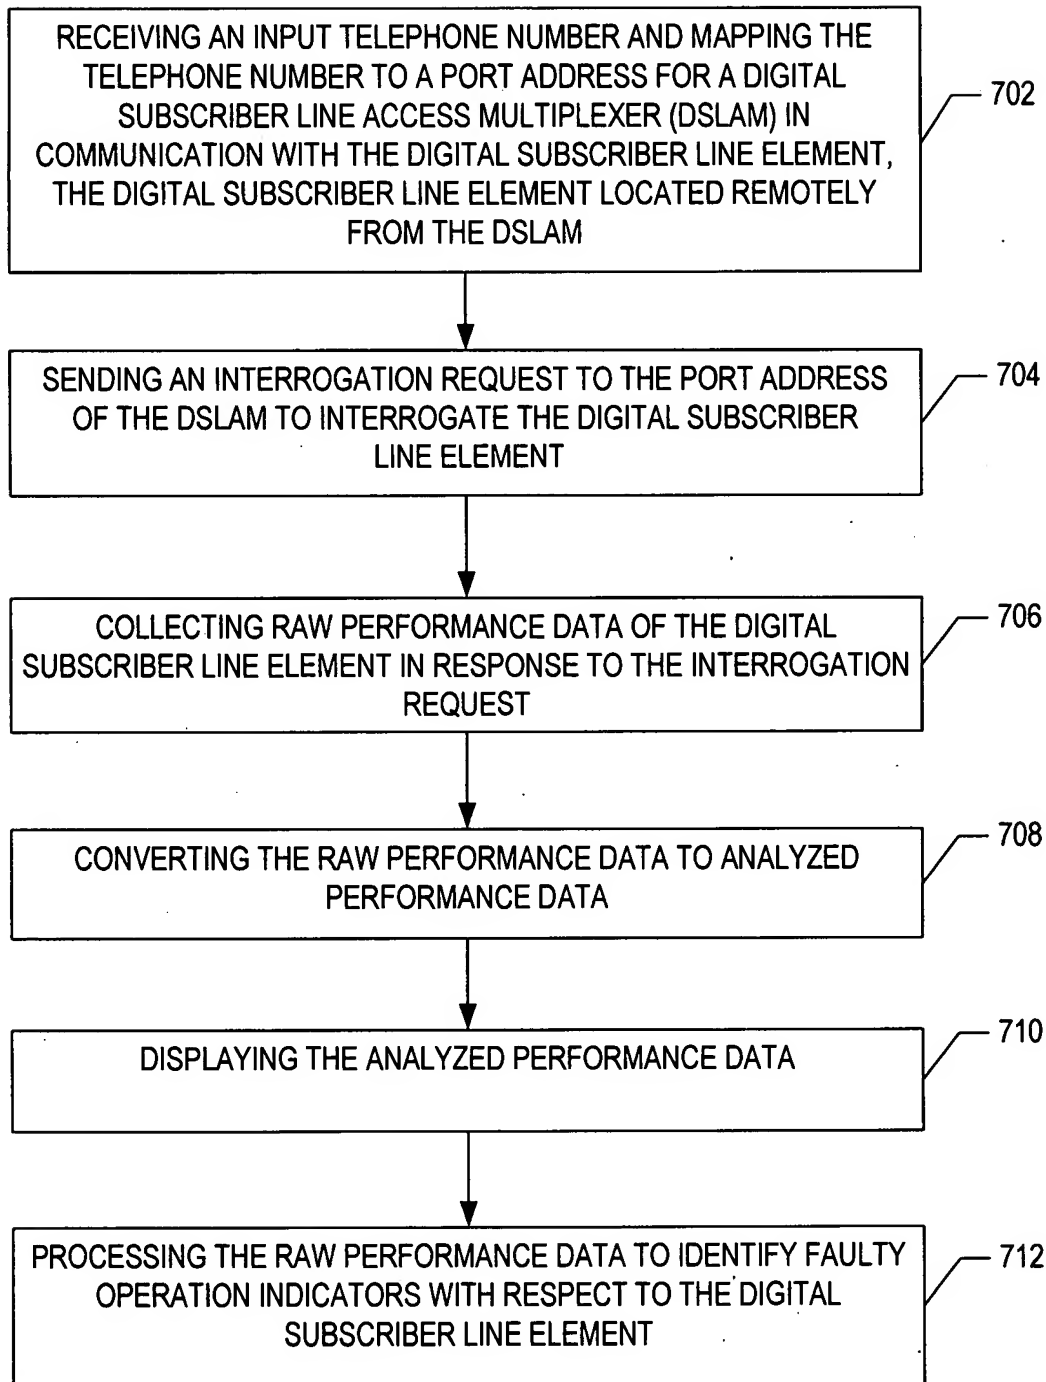 RECEIVING AN INPUT TELEPHONE NUMBER AND MAPPING THE
TELEPHONE NUMBER TO A PORT ADDRESS FOR A DIGITAL
SUBSCRIBER LINE ACCESS MULTIPLEXER (DSLAM) IN
COMMUNICATION WITH THE DIGITAL SUBSCRIBER LINE ELEMENT,
THE DIGITAL SUBSCRIBER LINE ELEMENT LOCATED REMOTELY
FROM THE DSLAM
702
SENDING AN INTERROGATION REQUEST TO THE PORT ADDRESS
OF THE DSLAM TO INTERROGATE THE DIGITAL SUBSCRIBER
LINE ELEMENT
704
COLLECTING RAW PERFORMANCE DATA OF THE DIGITAL
SUBSCRIBER LINE ELEMENT IN RESPONSE TO THE INTERROGATION
REQUEST
706
CONVERTING THE RAW PERFORMANCE DATA TO ANALYZED
PERFORMANCE DATA
708
DISPLAYING THE ANALYZED PERFORMANCE DATA
710
PROCESSING THE RAW PERFORMANCE DATA TO IDENTIFY FAULTY
OPERATION INDICATORS WITH RESPECT TO THE DIGITAL
SUBSCRIBER LINE ELEMENT
712